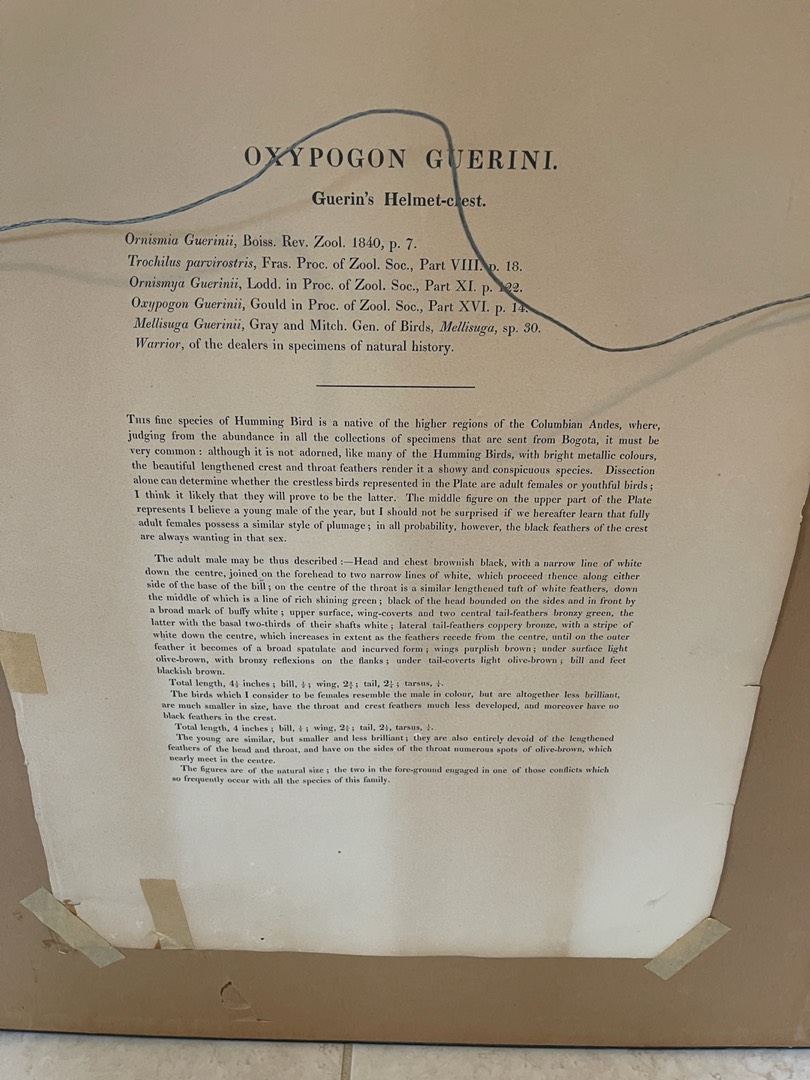 OXYPOGON GUERINI.
Guerin's Helmet-crest.
Ornismia Guerinii, Boiss. Rev. Zool. 1840, p. 7.
Trochilus parvirostris, Fras. Proc. of Zool. Soc., Part VIII. p. 18.
Ornismya Guerinii, Lodd. in Proc. of Zool. Soc., Part XI. p. 122.
Oxypogon Guerinii, Gould in Proc. of Zool. Soc., Part XVI. p. 14.
Mellisuga Guerinii, Gray and Mitch. Gen. of Birds, Mellisuga, sp. 30.
Warrior, of the dealers in specimens of natural history.
This fine species of Humming Bird is a native of the higher regions of the Columbian Andes, where,
judging from the abundance in all the collections of specimens that are sent from Bogota, it must be
very common : although it is not adorned, like many of the Humming Birds, with bright metallic colours,
the beautiful lengthened crest and throat feathers render it a showy and conspicuous species. Dissection
alone can determine whether the crestless birds represented in the Plate are adult females or youthful birds ;
I think it likely that they will prove to be the latter. The middle figure on the upper part of the Plate
represents I believe a young male of the year, but I should not be surprised if we hereafter learn that fully
adult females possess a similar style of plumage ; in all probability, however, the black feathers of the crest
are always wanting in that sex.
The adult male may be thus described :—Head and chest brownish black, with a narrow line of white
down the centre, joined on the forehead to two narrow lines of white, which proceed thence along either
side of the base of the bill ; on the centre of the throat is a similar lengthened tuft of white feathers, down
the middle of which is a line of rich shining green ; black of the head bounded on the sides and in front by
a broad mark of buffy white ; upper surface, wing-coverts and two central tail-feathers bronzy green, the
latter with the basal two-thirds of their shafts white ; lateral tail-feathers coppery bronze, with a stripe of
white down the centre, which increases in extent as the feathers recede from the centre, until on the outer
feather it becomes of a broad spatulate and incurved form ; wings purplish brown ; under surface light
olive-brown, with bronzy reflexions on the flanks ; under tail-coverts light olive-brown ; bill and feet
blackish brown.
Total length, inches ; bill, ; wing, ; tail, ; tarsus,
The birds which I consider to be females resemble the male in colour, but are altogether less brilliant,
are much smaller in size, have the throat and crest feathers much less developed, and moreover have no
black feathers in the crest.
Total length, 4 inches ; bill, ; wing, ; tail, tarsus,
The young are similar, but smaller and less brilliant ; they are also entirely devoid of the lengthened
feathers of the head and throat, and have on the sides of the throat numerous spots of olive-brown, which
nearly meet in the centre.
The figures are of the natural size ; the two in the fore-ground engaged in one of those conflicts which
so frequently occur with all the species of this family.